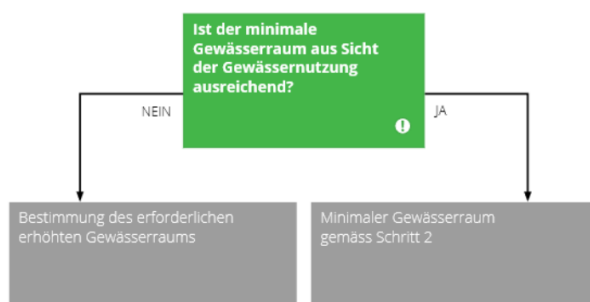 Ist der minimale
Gewässerraum aus Sicht
der Gewässernutzung
ausreichend?
NEIN
JA
Bestimmung des erforderlichen
erhöhten Gewässerraums
Minimaler Gewässerraum
gemäss Schritt 2